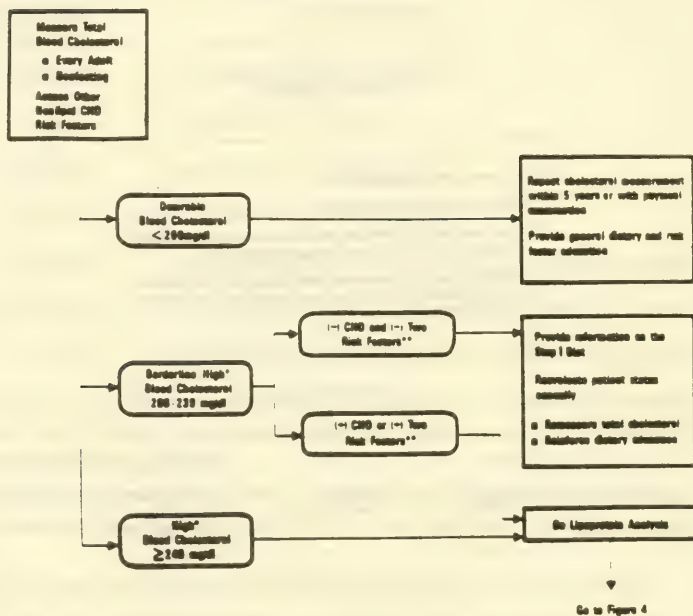 Measure Total
Blood Cholesterol
Every Adult
Nonfasting
Assess Other
Nonlipid CHD
Risk Factors
Desirable
Blood Cholesterol
< 200mg/dl
Repeat cholesterol measurement
within 5 years or with physical
examination
Provide general dietary and risk
factor education
(-) CHD and (-) Two
Risk Factors**
Provide information on the
Step I Diet
Reevaluate patient status
annually
Reassess total cholesterol
Reinforce dietary education
Borderline High*
Blood Cholesterol
200-239 mg/dl
CHD or Two
Risk Factors**
High*
Blood Cholesterol
≥240 mg/dl
Do Lipoprotein Analysis
Go to Figure 4